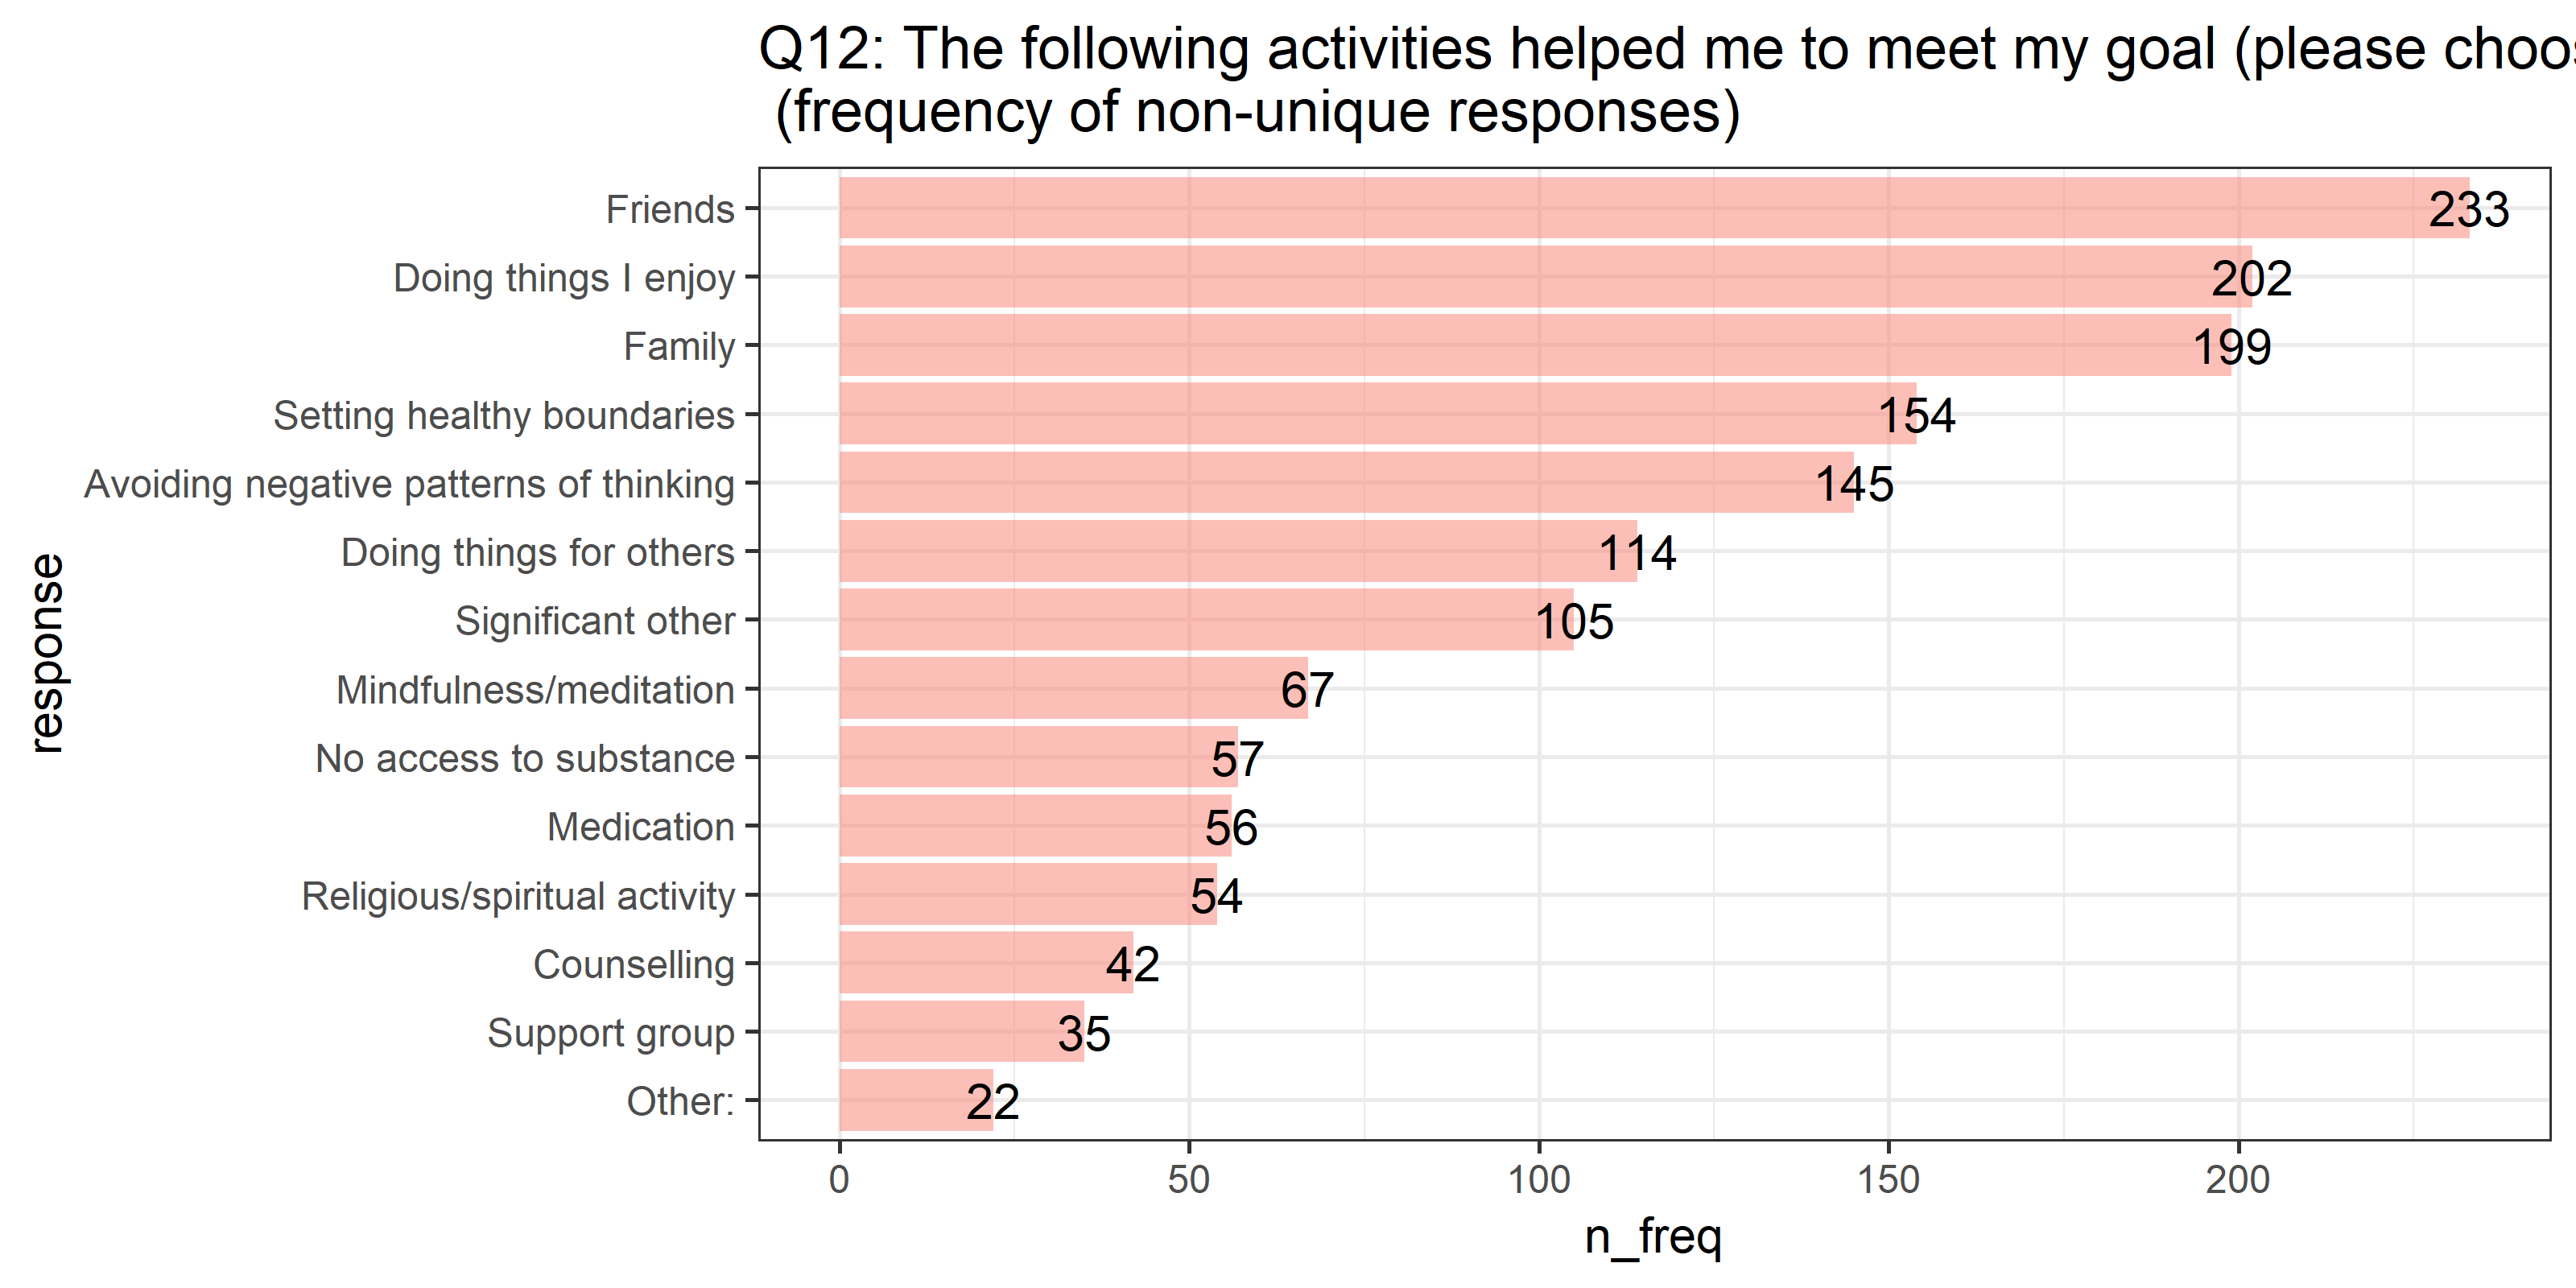 Q12: The following activities helped me to meet my goal (please
(frequency of non-unique responses)
Friends 233
Doing things I enjoy 202
Family 199
Setting healthy boundaries 154
Avoiding negative patterns of thinking 145
Doing things for others 114
Significant other 105
Mindfulness/meditation 67
No access to substance 57
Medication 56
Religious/spiritual activity 54
Counselling 42
Support group 35
Other: 22
response
0 50 100 150 200
n_freq